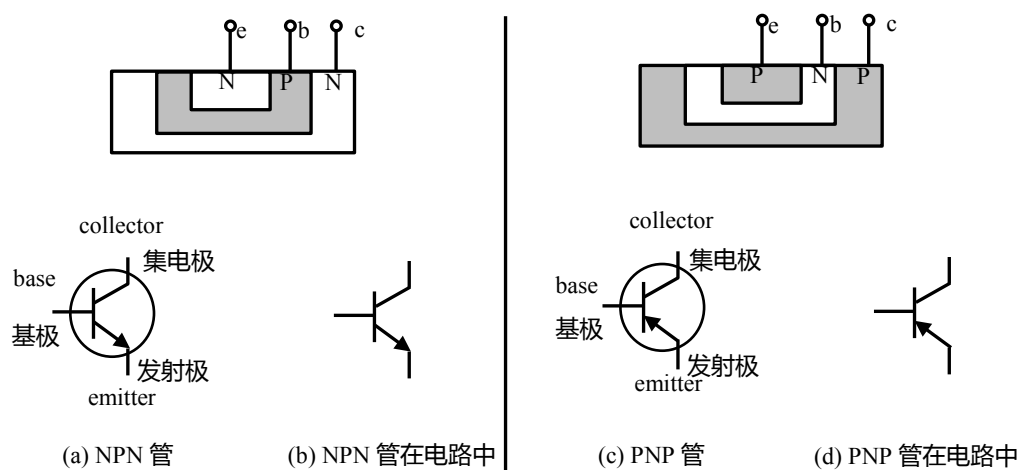 e b c
N P N
collector
集电极
base
基极
发射极
emitter
(a) NPN 管
(b) NPN 管在电路中
e b c
P N P
collector
集电极
base
基极
发射极
emitter
(c) PNP 管
(d) PNP 管在电路中